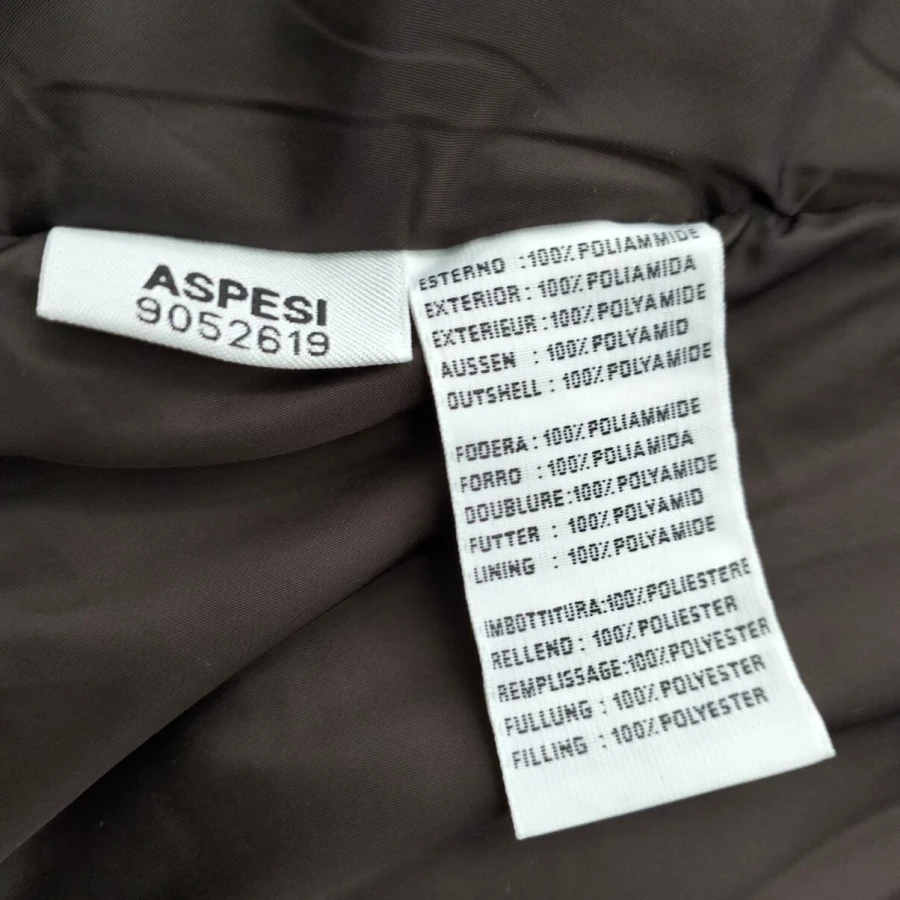 ASPESI
9052619
ESTERNO :100% POLIAMMIDE
EXTERIOR: 100% POLIAMIDA
EXTERIEUR :100% POLYAMIDE
AUSSEN : 100% POLYAMID
OUTSHELL : 100% POLYAMIDE
FODERA : 100% POLIAMMIDE
FORRO : 100% POLIAMIDA
DOUBLURE:100% POLYAMIDE
FUTTER : 100% POLYAMID
LINING : 100% POLYAMIDE
IMBOTTITURA:100%POLIESTERE
RELLENO : 100% POLIESTER
REMPLISSAGE:100%POLYESTER
FULLUNG : 100% POLYESTER
FILLING : 100% POLYESTER